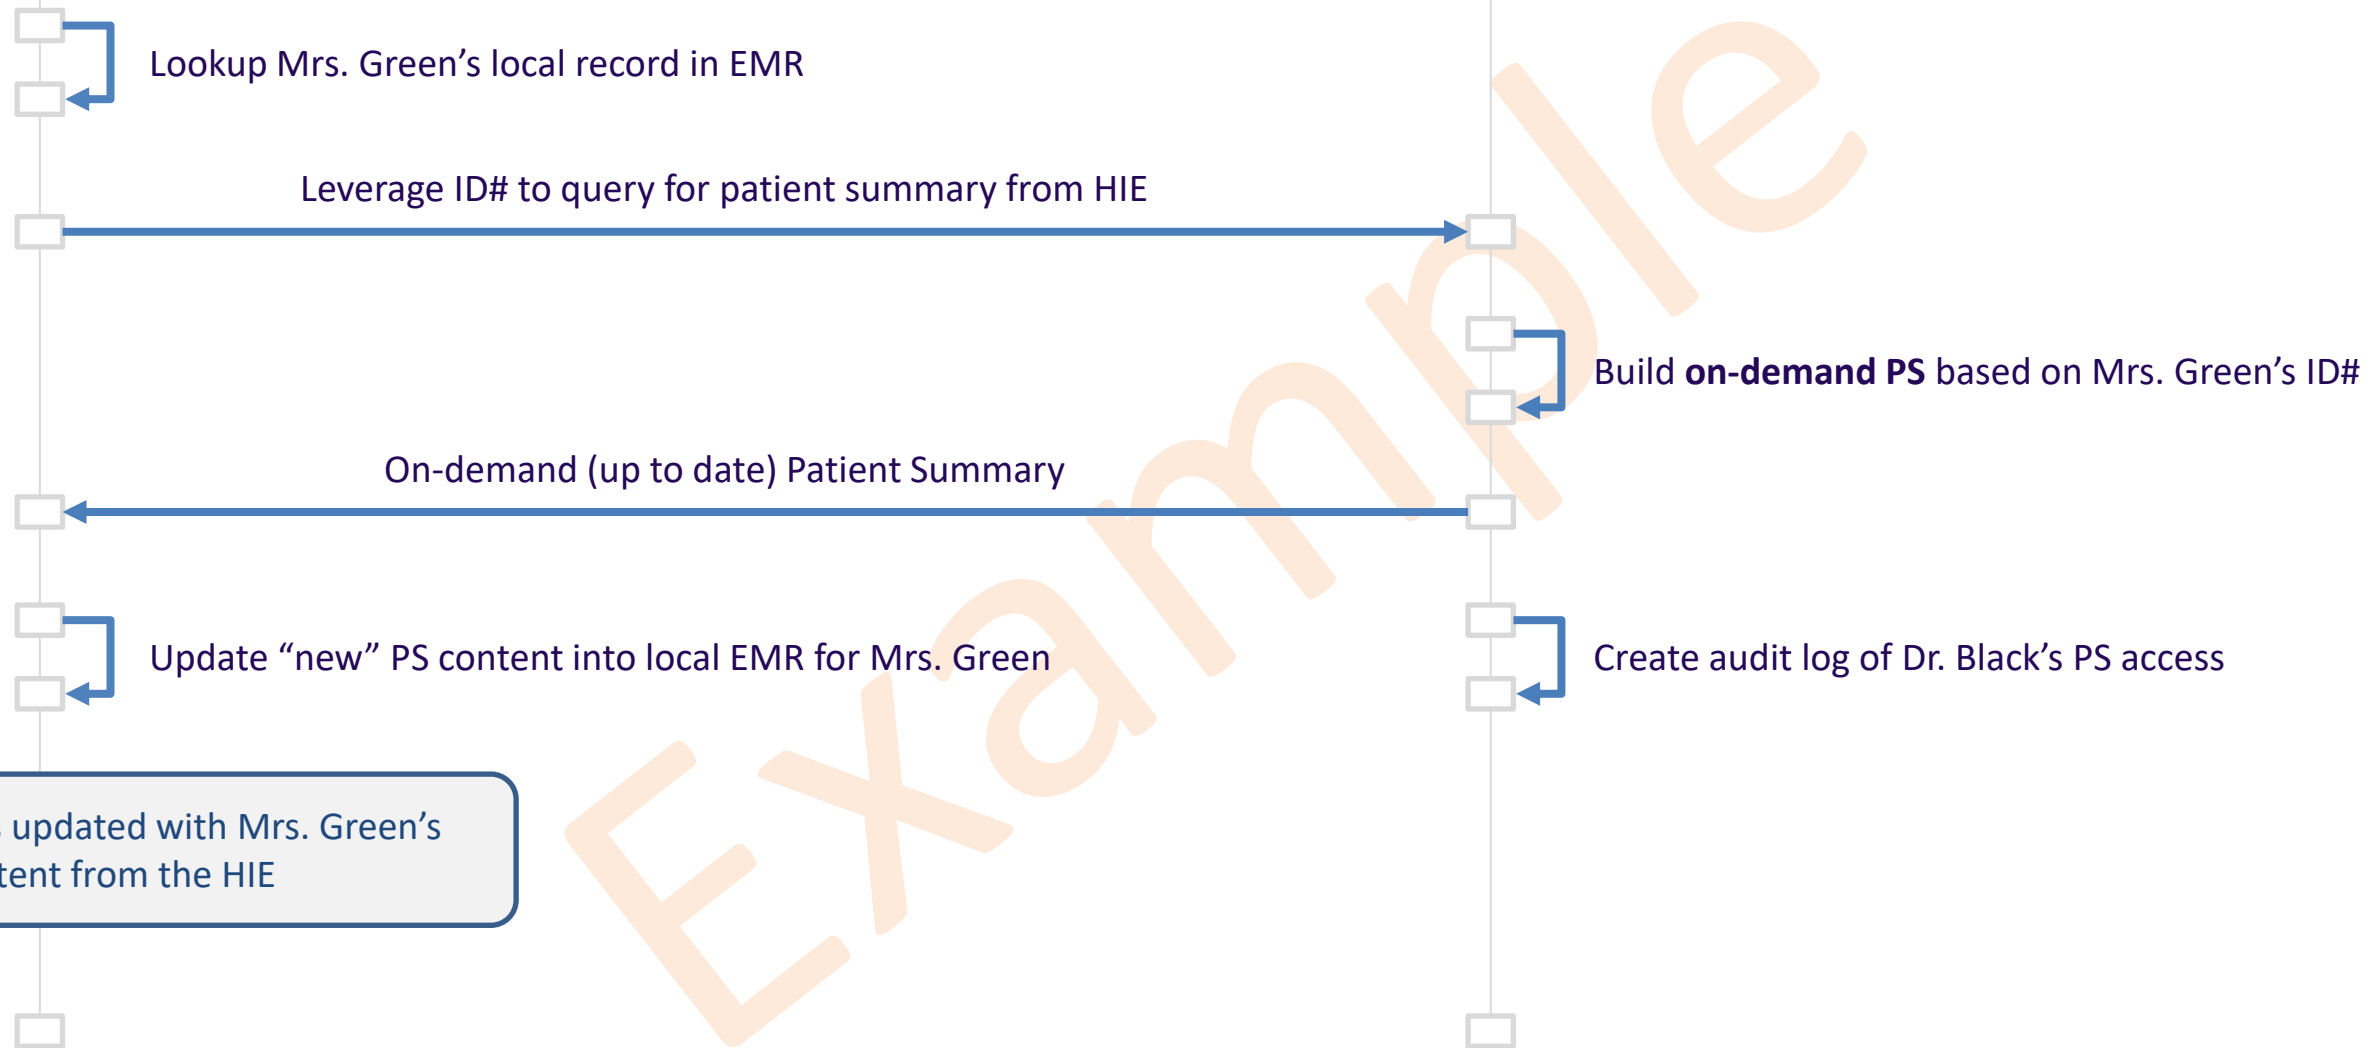 Lookup Mrs. Green’s local record in EMR
Leverage ID# to query for patient summary from HIE
Build on-demand PS based on Mrs. Green’s ID#
On-demand (up to date) Patient Summary
Update “new” PS content into local EMR for Mrs. Green
Create audit log of Dr. Black’s PS access
updated with Mrs. Green’s
from the HIE
Example